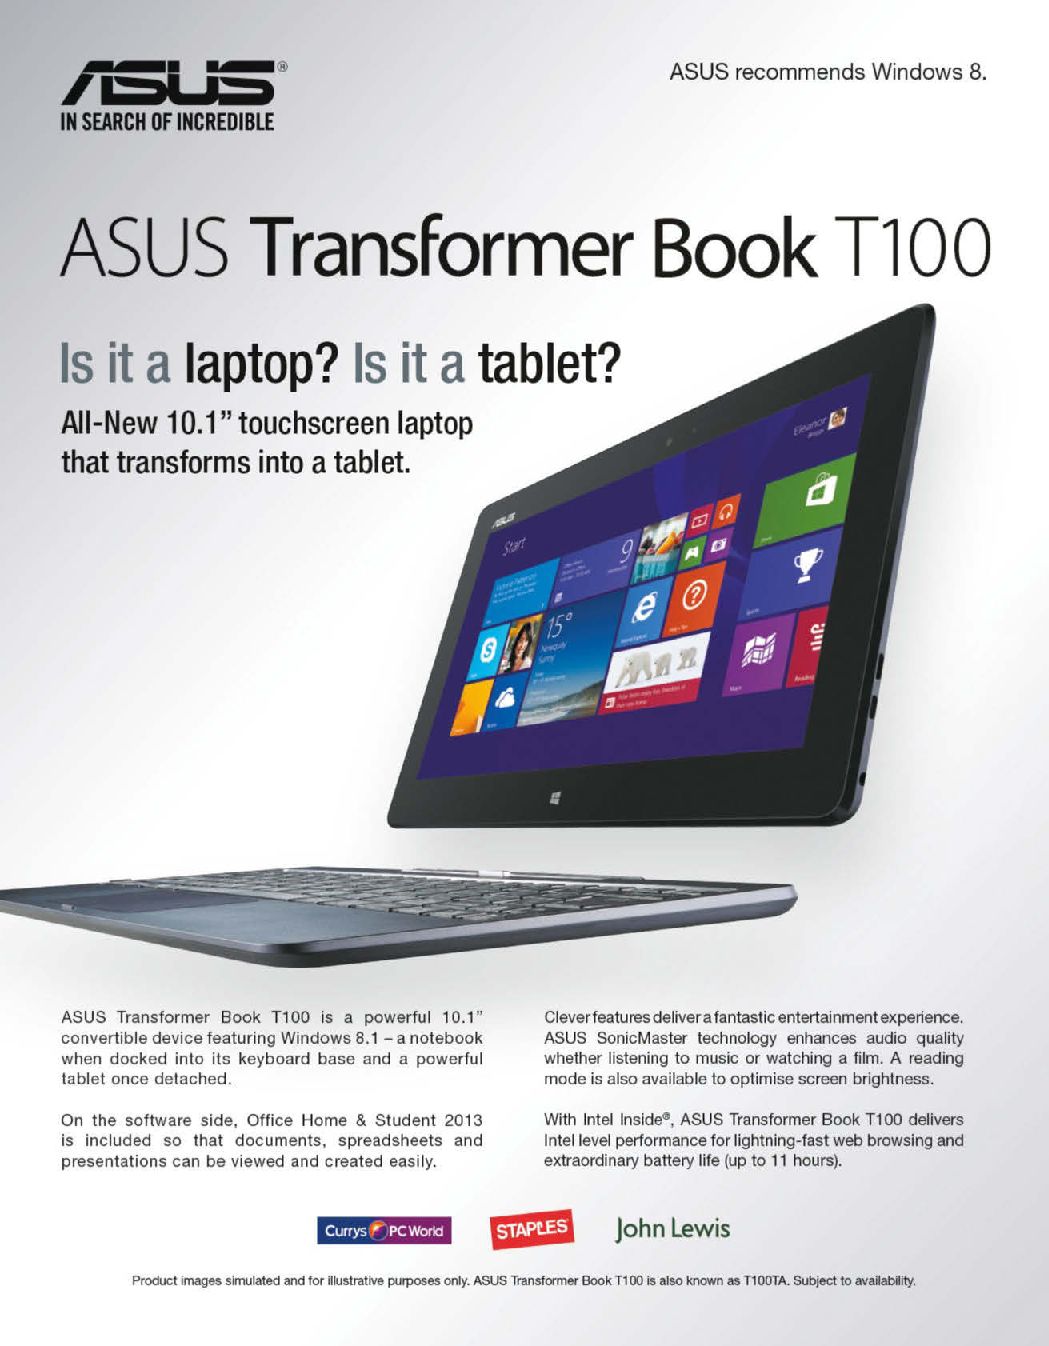 ASUS®
IN SEARCH OF INCREDIBLE
ASUS recommends Windows 8.
ASUS Transformer Book T100
Is it a laptop? Is it a tablet?
All-New 10.1” touchscreen laptop
that transforms into a tablet.
ASUS
Start
Eleanor
9
15°
Newquay
Sunny
Reading
ASUS Transformer Book T100 is a powerful 10.1”
convertible device featuring Windows 8.1 – a notebook
when docked into its keyboard base and a powerful
tablet once detached.
On the software side, Office Home & Student 2013
is included so that documents, spreadsheets and
presentations can be viewed and created easily.
Clever features deliver a fantastic entertainment experience.
ASUS SonicMaster technology enhances audio quality
whether listening to music or watching a film. A reading
mode is also available to optimise screen brightness.
With Intel Inside®, ASUS Transformer Book T100 delivers
Intel level performance for lightning-fast web browsing and
extraordinary battery life (up to 11 hours).
Currys PC World
STAPLES
John Lewis
Product images simulated and for illustrative purposes only. ASUS Transformer Book T100 is also known as T100TA. Subject to availability.